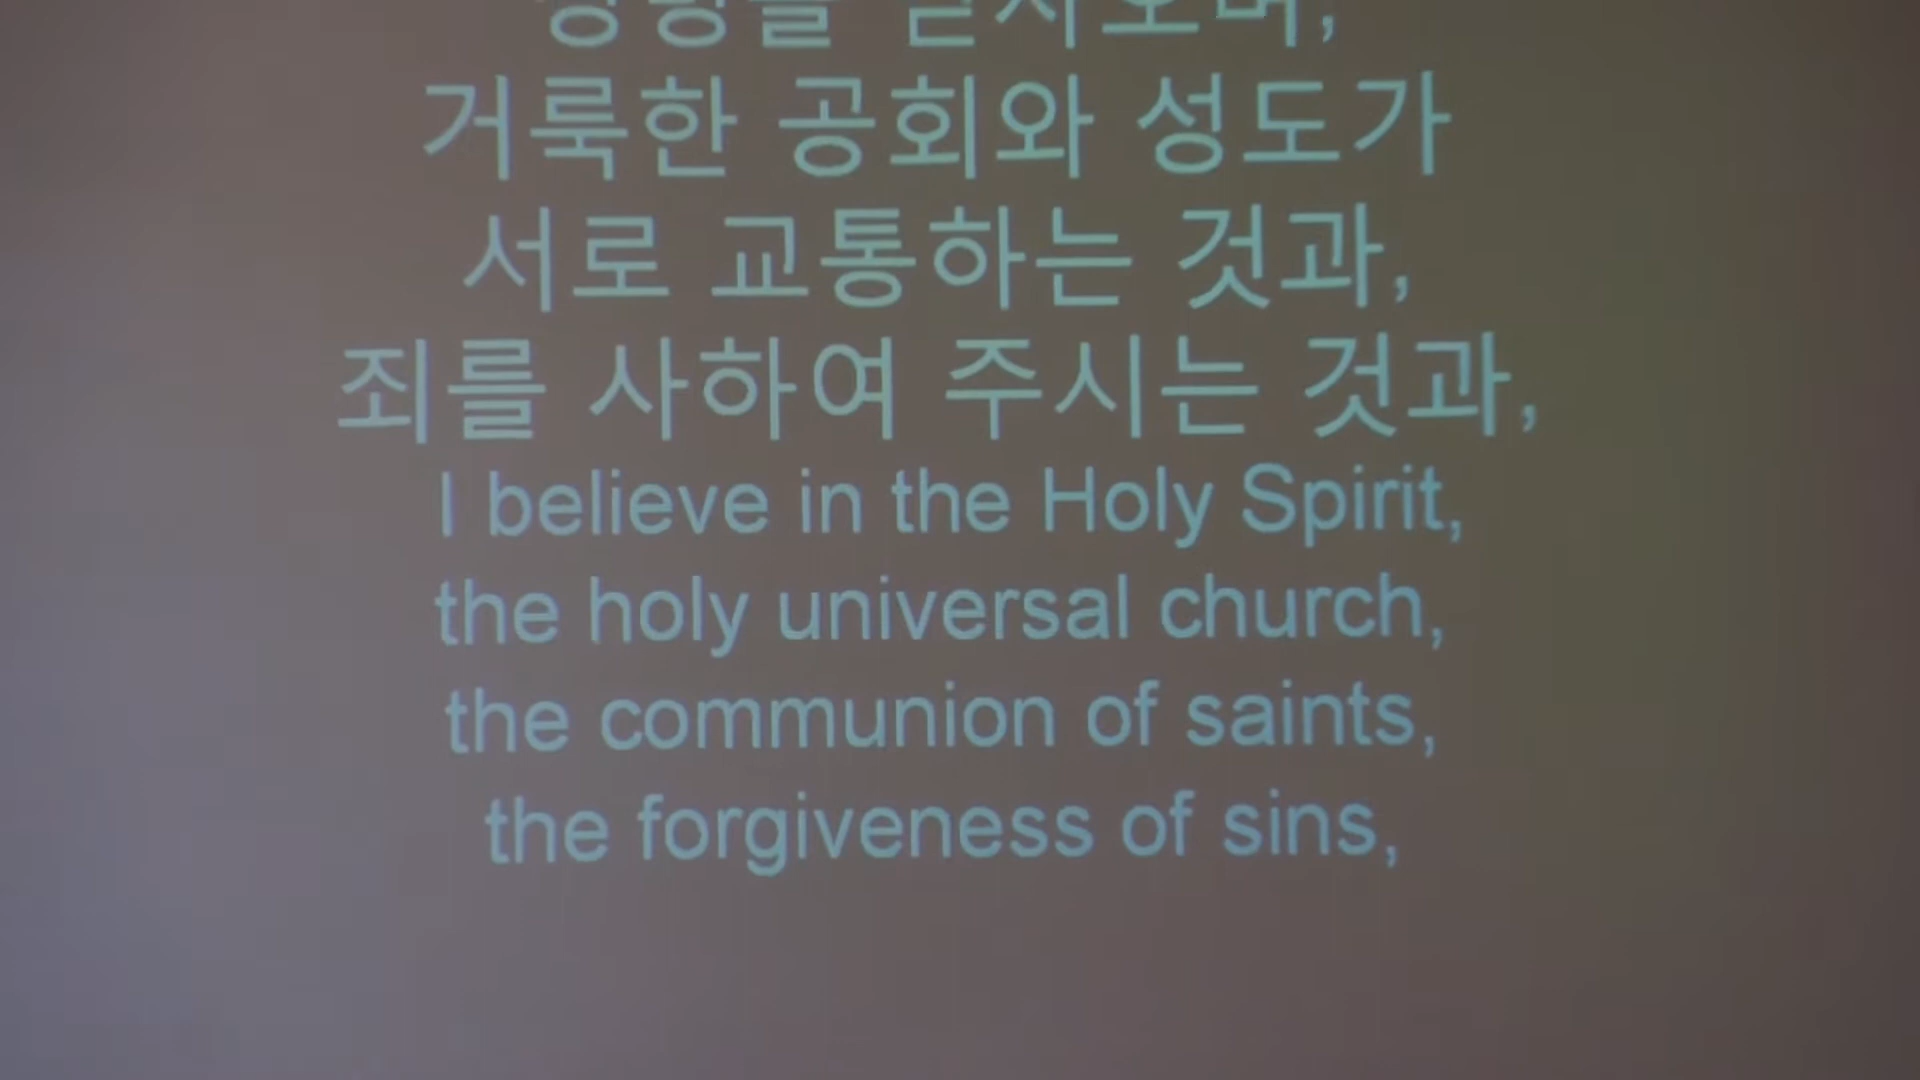 거룩한 공회와 성도가
서로 교통하는 것과,
죄를 사하여 주시는 것과,
I believe in the Holy Spirit,
the holy universal church,
the communion of saints,
the forgiveness of sins,